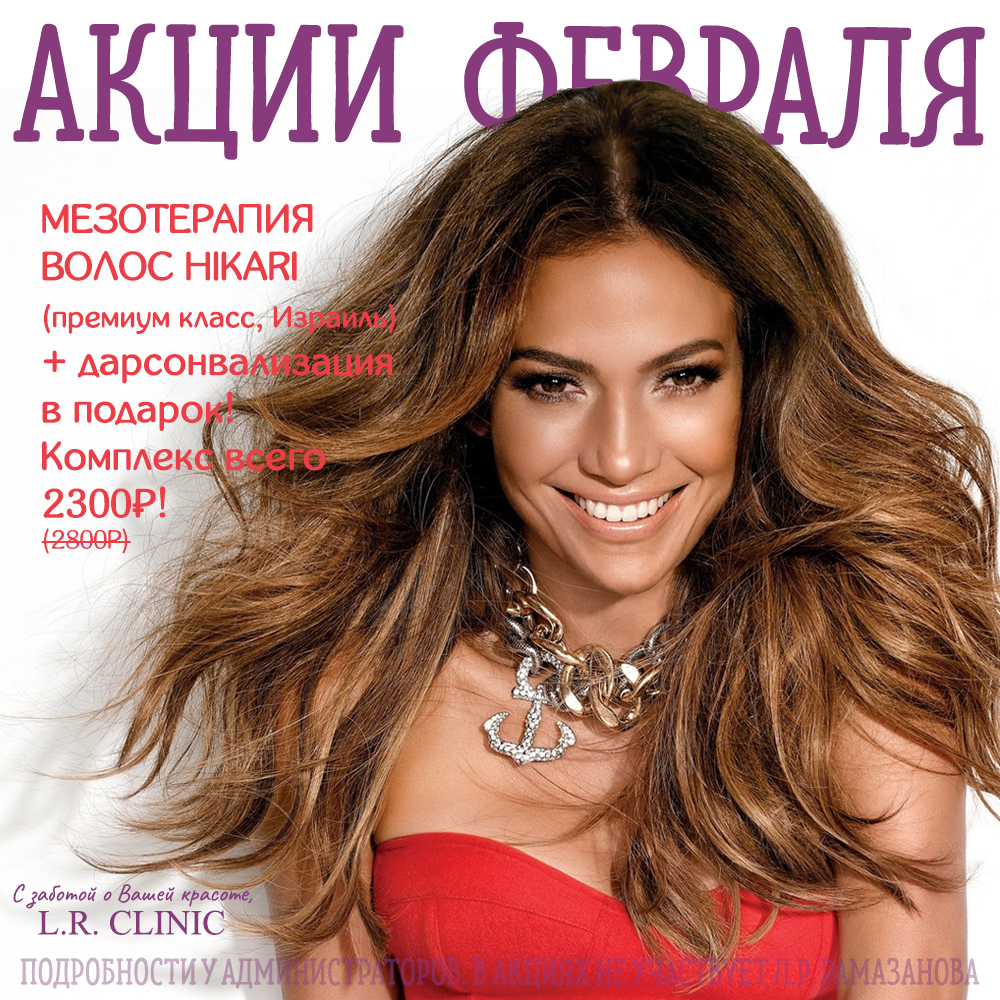 АКЦИИ ФЕВРАЛЯ
МЕЗОТЕРАПИЯ
ВОЛОС HIKARI
(премиум класс, Израиль)
+ дарсонвализация
в подарок!
Комплекс всего
2300₽!
(2800₽)
С заботой о Вашей красоте,
L.R. CLINIC
ПОДРОБНОСТИ У АДМИНИСТРАТОРОВ. В АКЦИЯХ НЕ УЧАСТВУЕТ Л.Р. РАМАЗАНОВА